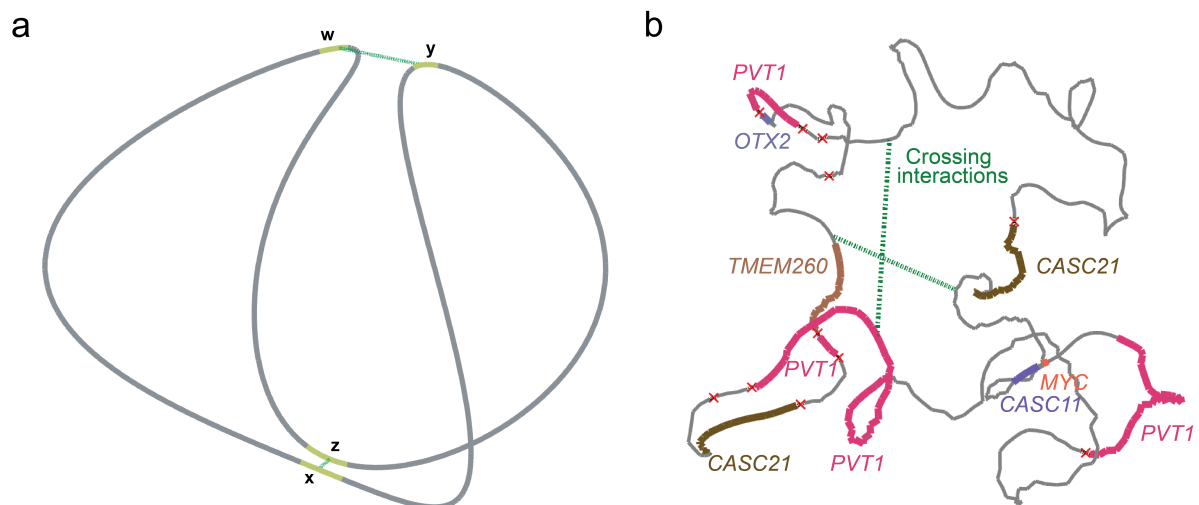 a
b
w
y
z
x
PVT1
OTX2
Crossing
interactions
TMEM260
CASC21
PVT1
MYC
CASC11
CASC21
PVT1
PVT1